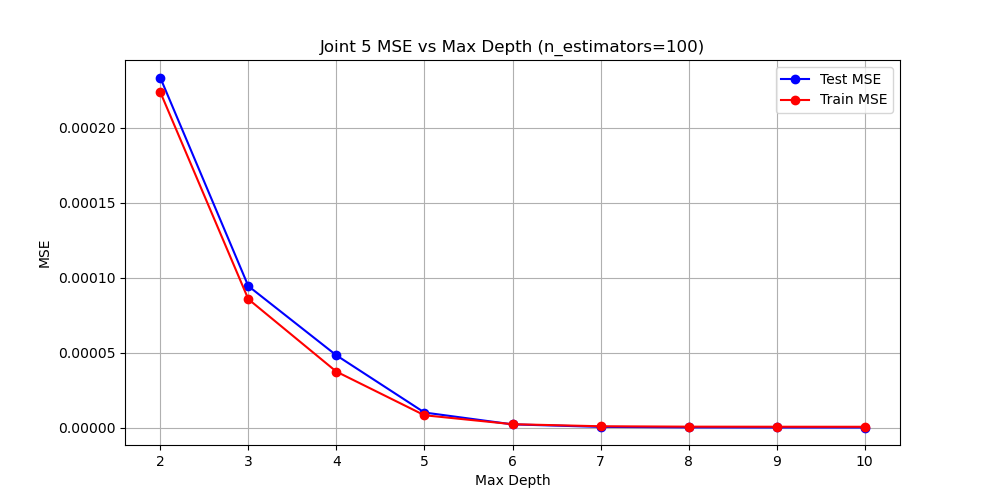 Joint 5 MSE vs Max Depth (n_estimators=100)
Test MSE
Train MSE
MSE
0.00020
0.00015
0.00010
0.00005
0.00000
2 3 4 5 6 7 8 9 10
Max Depth